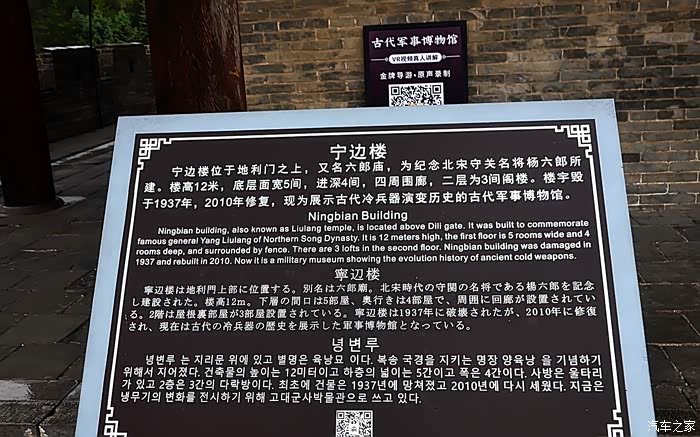 古代军事博物馆
VR视频真人讲解
金牌导游·原声录制
宁边楼
宁边楼位于地利门之上，又名六郎庙，为纪念北宋守关名将杨六郎所
建。楼高12米，底层面宽5间，进深4间，四周围廊，二层为3间阁楼。楼宇毁
于1937年，2010年修复，现为展示古代冷兵器演变历史的古代军事博物馆。
Ningbian Building
Ningbian building, also known as Liulang temple, is located above Dili gate. It was built to commemorate
famous general Yang Liulang of Northern Song Dynasty. It is 12 meters high, the first floor is 5 rooms wide and 4
rooms deep, and surrounded by fence. There are 3 lofts in the second floor. Ningbian building was damaged in
1937 and rebuilt in 2010. Now it is a military museum showing the evolution history of ancient cold weapons.
寧辺楼
寧辺楼は地利門上部に位置する。別名は六郎廟。北宋時代の守関の名将である楊六郎を記念
し建設された。楼高12m。下層の間口は5部屋、奥行きは4部屋で、周囲に回廊が設置されてい
る。2階は屋根裏部屋が3部屋設置されている。寧辺楼は1937年に破壊されたが、2010年に修復
され、現在は古代の冷兵器の歴史を展示した軍事博物館となっている。
녕변루
녕변루 는 지리문 위에 있고 별명은 육낭묘 이다. 북송 국경을 지키는 명장 양육낭 을 기념하기
위해서 지어졌다. 건축물의 높이는 12미터이고 하층의 넓이는 5간이고 폭은 4간이다. 사방은 울타리
가 있고 2층은 3간의 다락방이다. 최초에 건물은 1937년에 망쳐졌고 2010년에 다시 세웠다. 지금은
냉무기의 변화를 전시하기 위해 고대군사박물관으로 쓰고 있다.
汽车之家